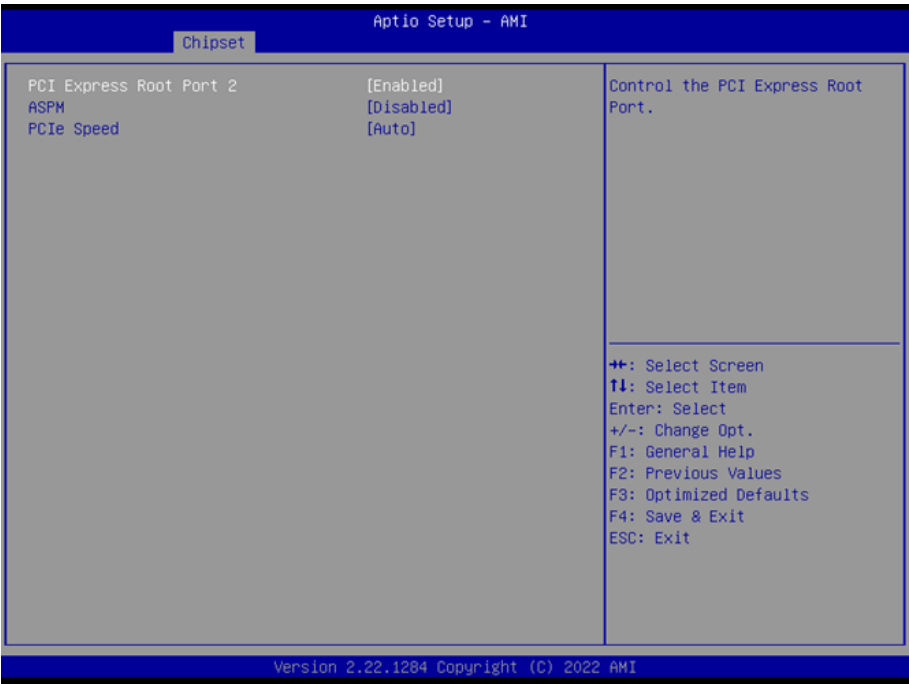 Aptio Setup – AMI
Chipset
PCI Express Root Port 2 [Enabled]
ASPM [Disabled]
PCIe Speed [Auto]
Control the PCI Express Root
Port.
→←: Select Screen
↑↓: Select Item
Enter: Select
+/-: Change Opt.
F1: General Help
F2: Previous Values
F3: Optimized Defaults
F4: Save & Exit
ESC: Exit
Version 2.22.1284 Copyright (C) 2022 AMI